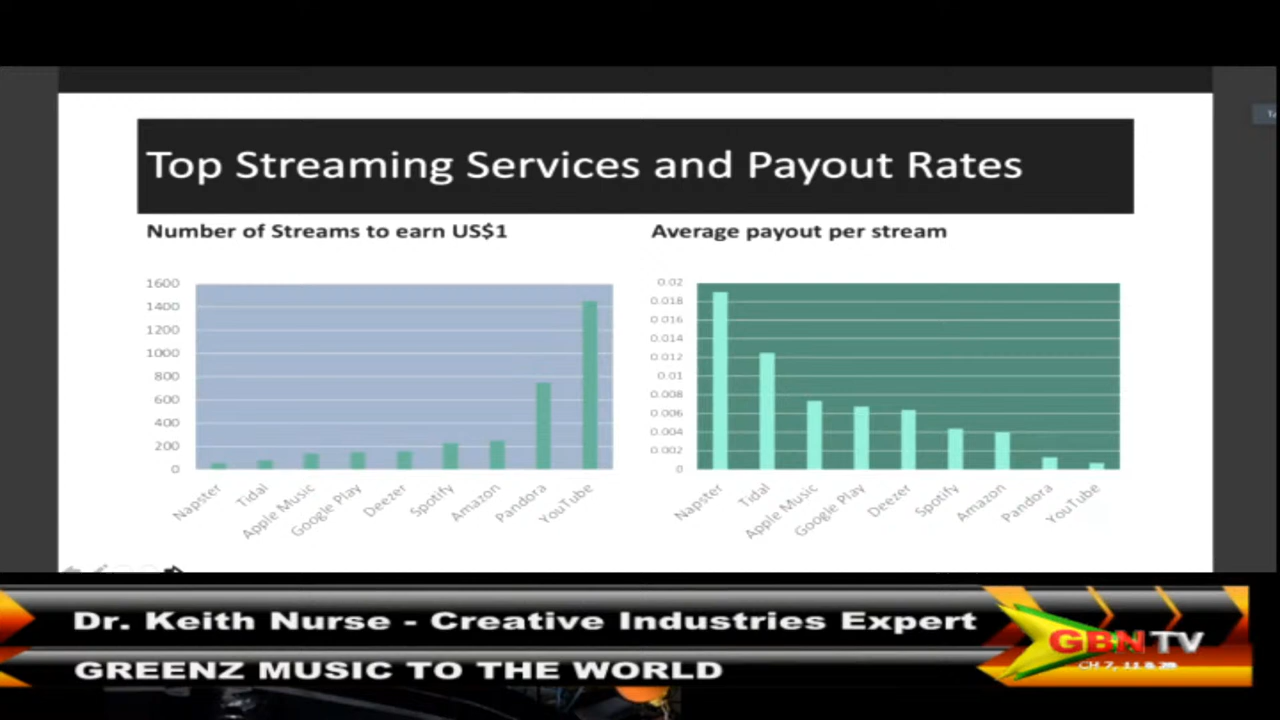 Top Streaming Services and Payout Rates
Number of Streams to earn US$1
1600
1400
1200
1000
800
600
400
200
0
Napster
Tidal
Apple Music
Google Play
Deezer
Spotify
Amazon
Pandora
YouTube
Average payout per stream
0.02
0.018
0.016
0.014
0.012
0.01
0.008
0.006
0.004
0.002
0
Napster
Tidal
Apple Music
Google Play
Deezer
Spotify
Amazon
Pandora
YouTube
Dr. Keith Nurse - Creative Industries Expert
GREENZ MUSIC TO THE WORLD
GBN TV
CH 7, 11 &